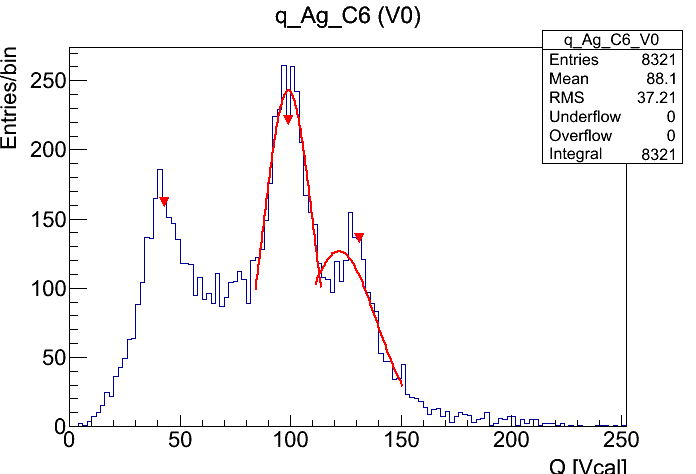 q_Ag_C6 (V0)
q_Ag_C6_V0
Entries 8321
Mean 88.1
RMS 37.21
Underflow 0
Overflow 0
Integral 8321
Entries/bin
250
200
150
100
50
0
0 50 100 150 200 250
Q [Vcal]